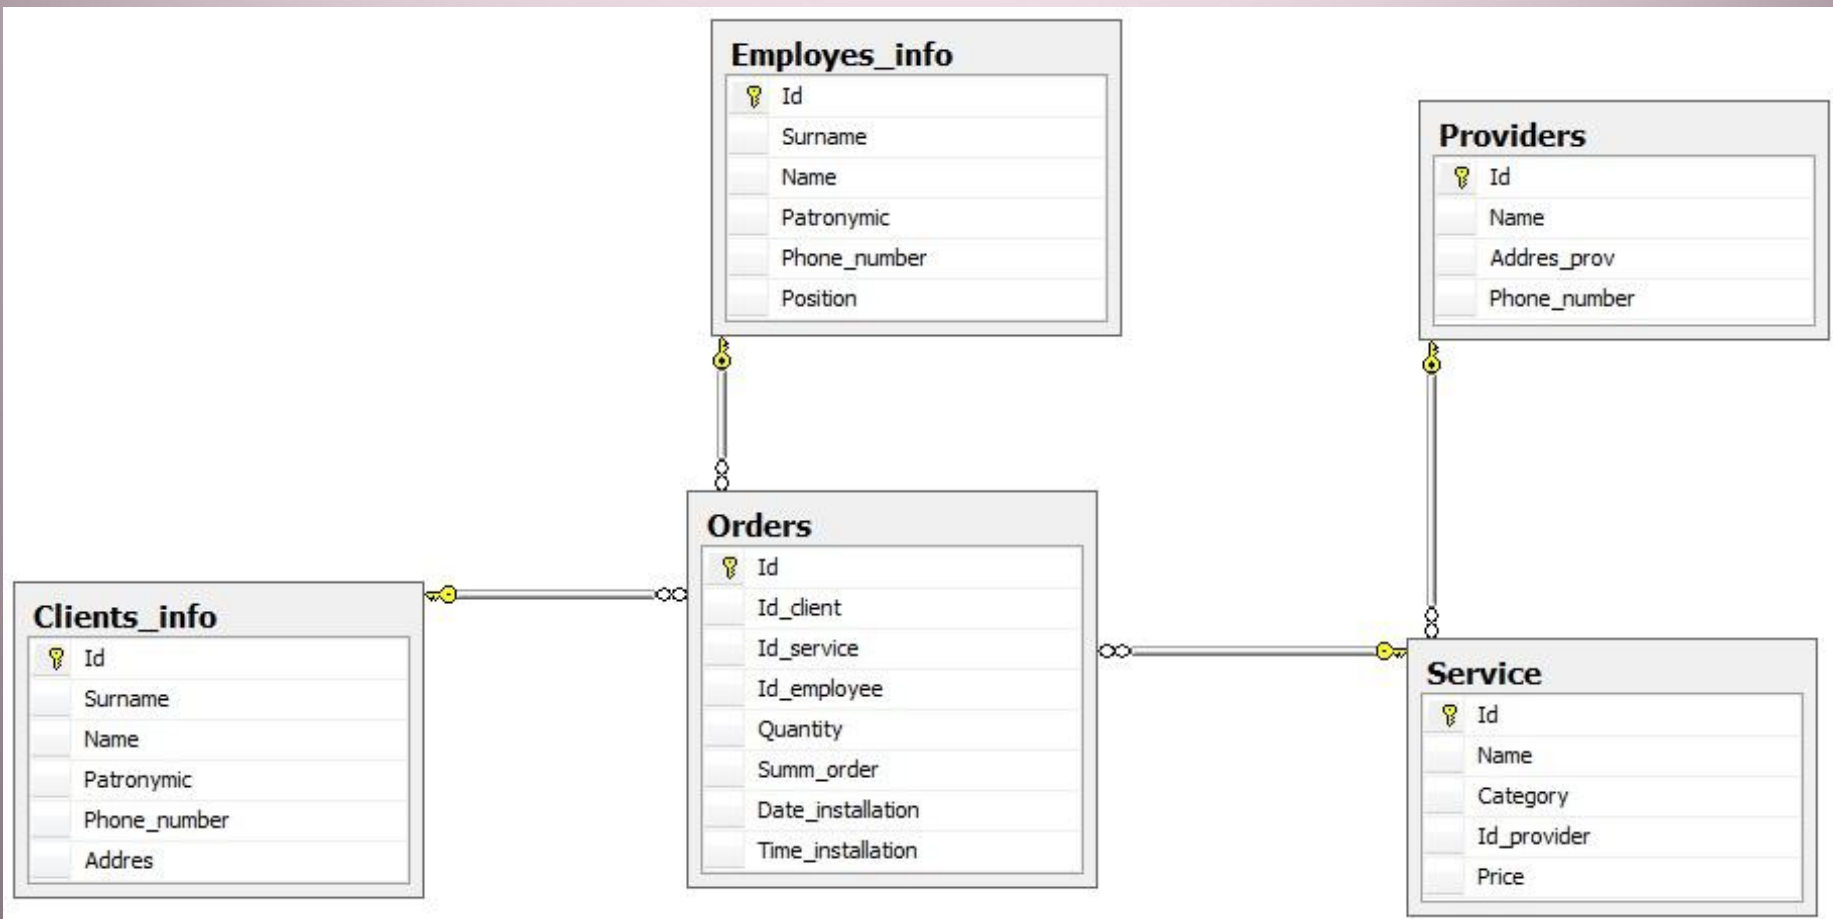 Employes_info
Id
Surname
Name
Patronymic
Phone_number
Position
Providers
Id
Name
Addres_prov
Phone_number
Orders
Id
Id_client
Id_service
Id_employee
Quantity
Summ_order
Date_installation
Time_installation
Clients_info
Id
Surname
Name
Patronymic
Phone_number
Addres
Service
Id
Name
Category
Id_provider
Price